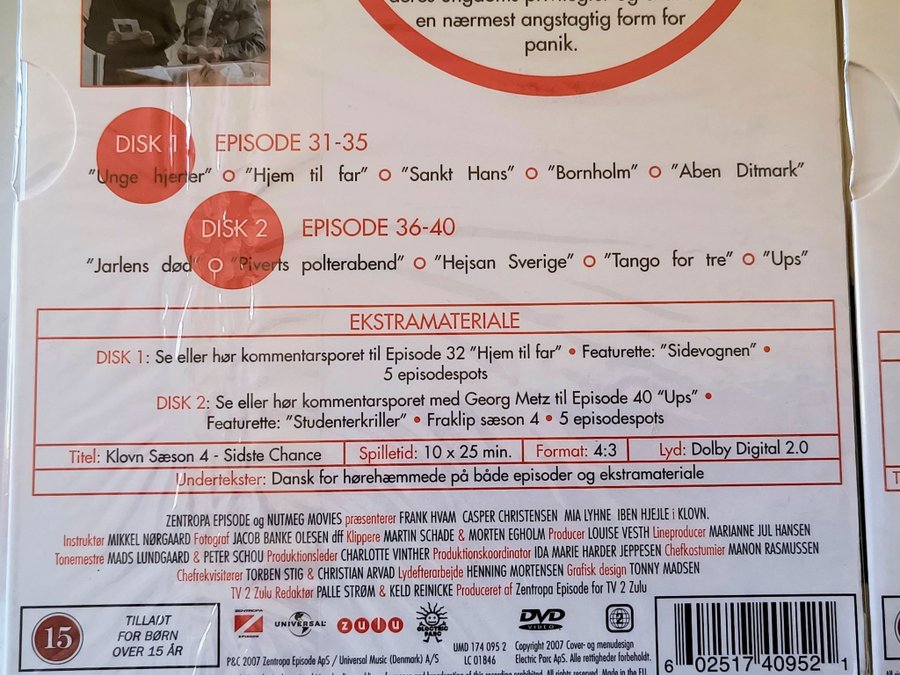 en nærmest angstagtig form for
panik.
DISK 1 EPISODE 31-35
"Unge hjerter" o "Hjem til far" o "Sankt Hans" o "Bornholm" o "Aben Ditmark"
DISK 2 EPISODE 36-40
"Jarlens død" o "Piverts polterabend" o "Hejsan Sverige" o "Tango for tre" o "Ups"
EKSTRAMATERIALE
DISK 1: Se eller hør kommentarsporet til Episode 32 "Hjem til far" • Featurette: "Sidevognen" •
5 episodespots
DISK 2: Se eller hør kommentarsporet med Georg Metz til Episode 40 "Ups" •
Featurette: "Studenterkriller" • Fraklip sæson 4 • 5 episodespots
Titel: Klovn Sæson 4 - Sidste Chance Spilletid: 10 x 25 min. Format: 4:3 Lyd: Dolby Digital 2.0
Undertekster: Dansk for hørehæmmede på både episoder og ekstramateriale
ZENTROPA EPISODE og NUTMEG MOVIES præsenterer FRANK HVAM CASPER CHRISTENSEN MIA LYHNE IBEN HJEJLE i KLOVN.
Instruktør MIKKEL NØRGAARD Fotograf JACOB BANKE OLESEN dff Klippere MARTIN SCHADE & MORTEN EGHOLM Producer LOUISE VESTH Lineproducer MARIANNE JUL HANSEN
Tonemestre MADS LUNDGAARD & PETER SCHOU Produktionsleder CHARLOTTE VINTHER Produktionskoordinator IDA MARIE HARDER JEPPESEN Chefkostumier MANON RASMUSSEN
Chefrekvisitører TORBEN STIG & CHRISTIAN ARVAD Lydefterarbejde HENNING MORTENSEN Grafisk design TONNY MADSEN
TV 2 Zulu Redaktør PALLE STRØM & KELD REINICKE Produceret af Zentropa Episode for TV 2 Zulu
15
TILLADT
FOR BØRN
OVER 15 ÅR
ZENTROPA
EPISODE
UNIVERSAL
ZULU
ELECTRIC
PARC
UMD 174 095 2
LC 01846
DVD
VIDEO
Copyright 2007 Cover- og menudesign
Electric Parc ApS. Alle rettigheder forbeholdt.
P&C 2007 Zentropa Episode ApS / Universal Music (Denmark) A/S
6 02517 40952 1